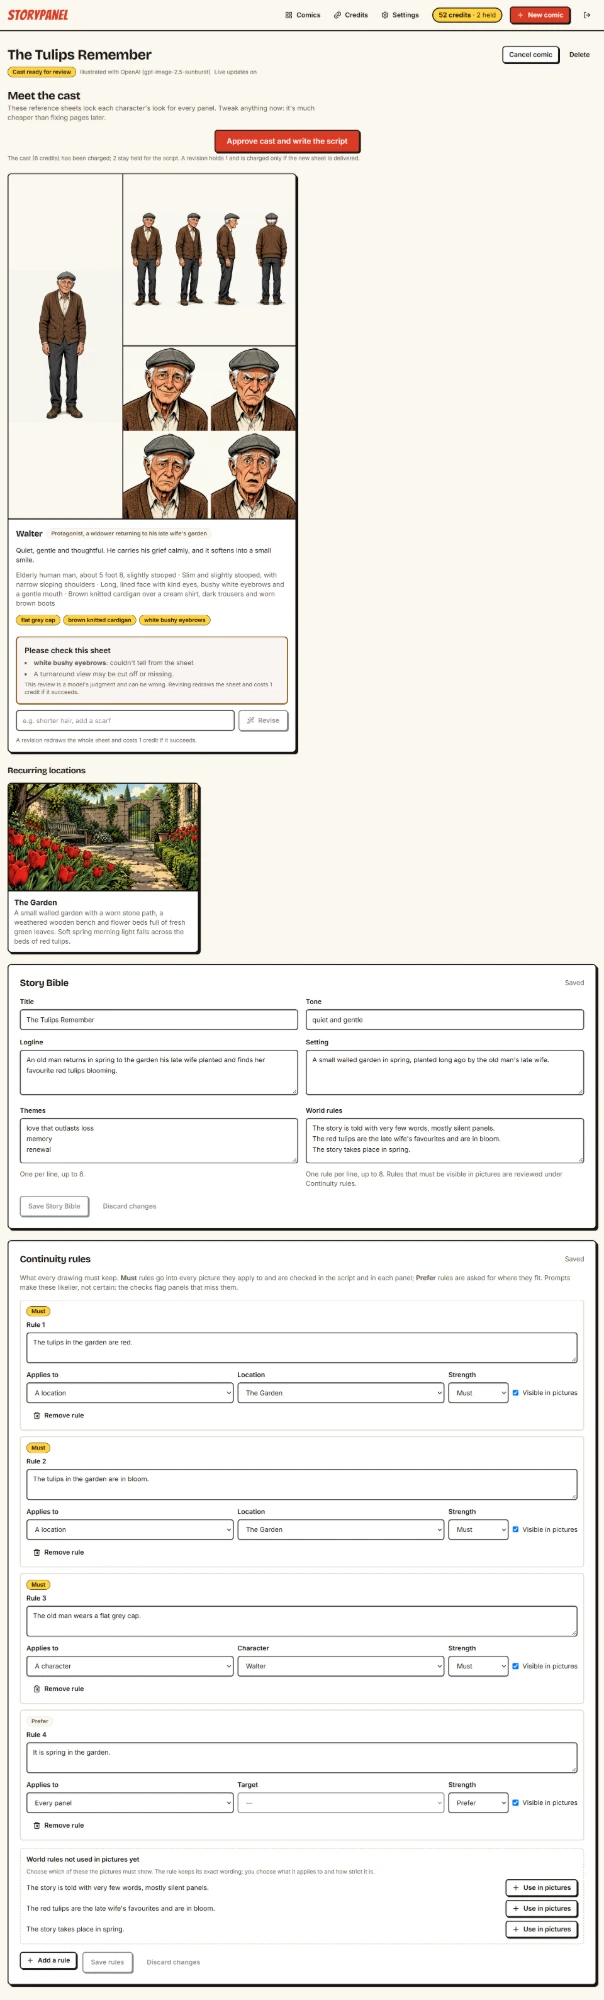 STORYPANEL
Comics
Credits
Settings
52 credits · 2 held
+ New comic
The Tulips Remember
Cancel comic
Delete
Cast ready for review
Illustrated with OpenAI (gpt-image-2.5-sunburst)
Live updates on
Meet the cast
These reference sheets lock each character's look for every panel. Tweak anything now: it's much
cheaper than fixing pages later.
Approve cast and write the script
The cast (6 credits) has been charged; 2 stay held for the script. A revision holds 1 and is charged only if the new sheet is delivered.
Walter
Protagonist, a widower returning to his late wife's garden
Quiet, gentle and thoughtful. He carries his grief calmly, and it softens into a small
smile.
Elderly human man, about 5 foot 8, slightly stooped · Slim and slightly stooped, with
narrow sloping shoulders · Long, lined face with kind eyes, bushy white eyebrows and
a gentle mouth · Brown knitted cardigan over a cream shirt, dark trousers and worn
brown boots
flat grey cap
brown knitted cardigan
white bushy eyebrows
Please check this sheet
• white bushy eyebrows: couldn't tell from the sheet
• A turnaround view may be cut off or missing.
This review is a model's judgment and can be wrong. Revising redraws the sheet and costs 1
credit if it succeeds.
e.g. shorter hair, add a scarf
Revise
A revision redraws the whole sheet and costs 1 credit if it succeeds.
Recurring locations
The Garden
A small walled garden with a worn stone path, a
weathered wooden bench and flower beds full of fresh
green leaves. Soft spring morning light falls across the
beds of red tulips.
Story Bible
Saved
Title
Tone
The Tulips Remember
quiet and gentle
Logline
Setting
An old man returns in spring to the garden his late wife planted and finds her
favourite red tulips blooming.
A small walled garden in spring, planted long ago by the old man's late wife.
Themes
World rules
love that outlasts loss
memory
renewal
The story is told with very few words, mostly silent panels.
The red tulips are the late wife's favourites and are in bloom.
The story takes place in spring.
One per line, up to 8.
One rule per line, up to 8. Rules that must be visible in pictures are reviewed under
Continuity rules.
Save Story Bible
Discard changes
Continuity rules
Saved
What every drawing must keep. Must rules go into every picture they apply to and are checked in the script and in each panel; Prefer rules are asked for where they fit. Prompts
make these likelier, not certain; the checks flag panels that miss them.
Must
Rule 1
The tulips in the garden are red.
Applies to
Location
Strength
A location
The Garden
Must
Visible in pictures
Remove rule
Must
Rule 2
The tulips in the garden are in bloom.
Applies to
Location
Strength
A location
The Garden
Must
Visible in pictures
Remove rule
Must
Rule 3
The old man wears a flat grey cap.
Applies to
Character
Strength
A character
Walter
Must
Visible in pictures
Remove rule
Prefer
Rule 4
It is spring in the garden.
Applies to
Target
Strength
Every panel
—
Prefer
Visible in pictures
Remove rule
World rules not used in pictures yet
Choose which of these the pictures must show. The rule keeps its exact wording; you choose what it applies to and how strict it is.
The story is told with very few words, mostly silent panels.
+ Use in pictures
The red tulips are the late wife's favourites and are in bloom.
+ Use in pictures
The story takes place in spring.
+ Use in pictures
+ Add a rule
Save rules
Discard changes